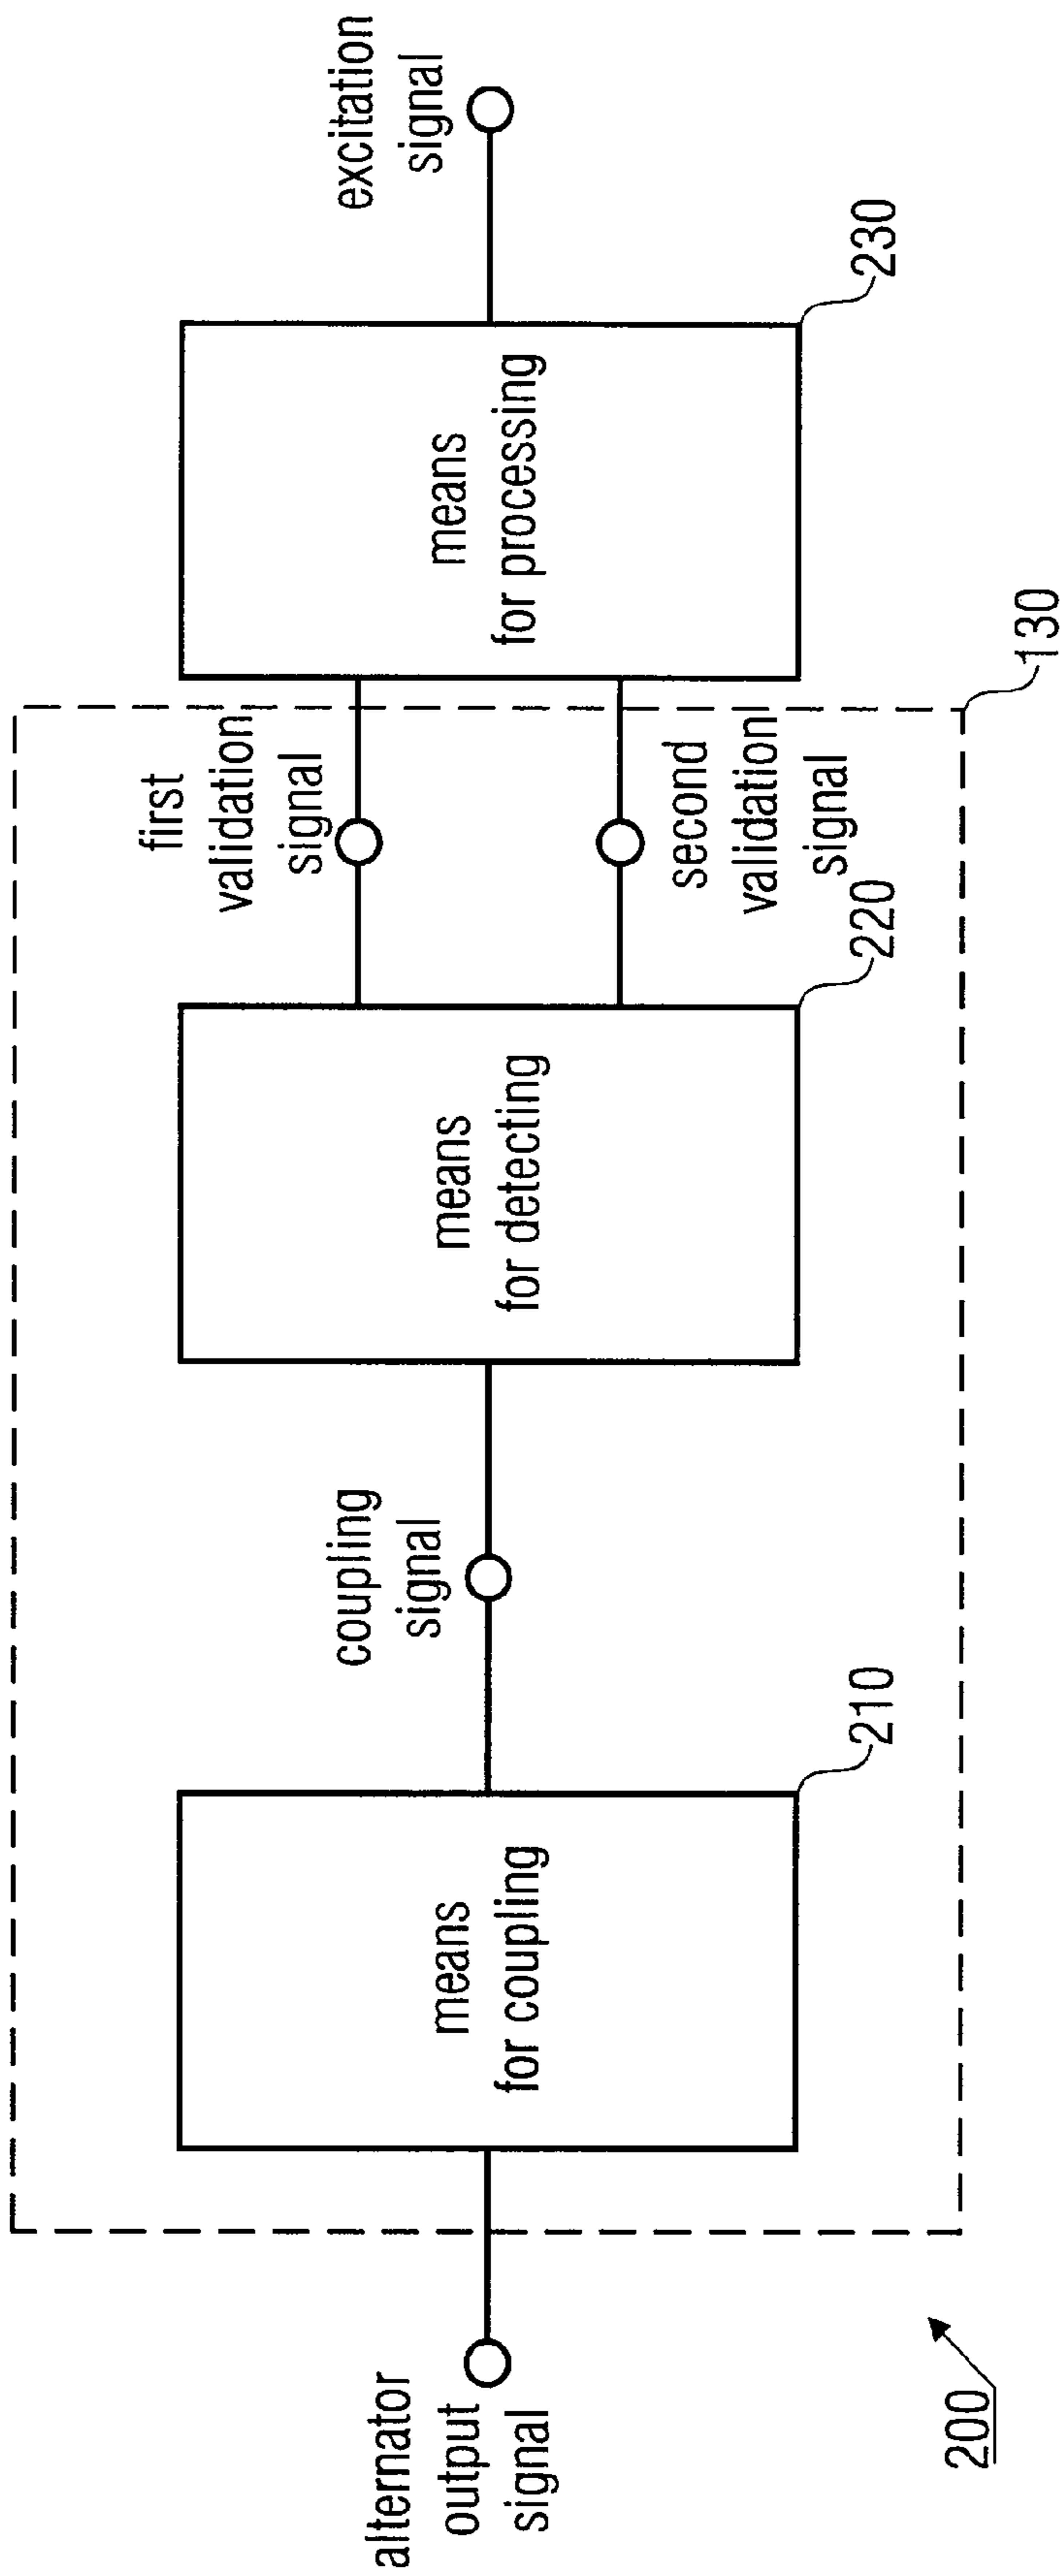 alternator
output
signal
means
for coupling
210
coupling
signal
means
for detecting
220
first
validation
signal
second
validation
signal
means
for processing
230
excitation
signal
130
200